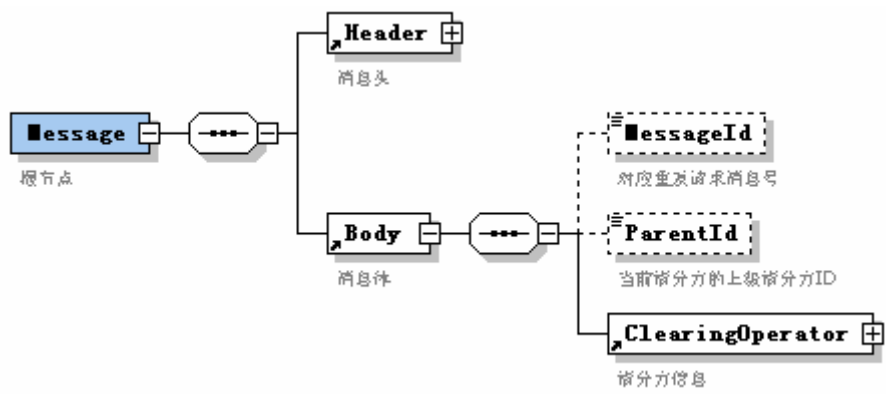 Header
消息头
Message
根节点
MessageId
对应重发请求消息号
Body
消息体
ParentId
当前清分方的上级清分方ID
ClearingOperator
清分方信息